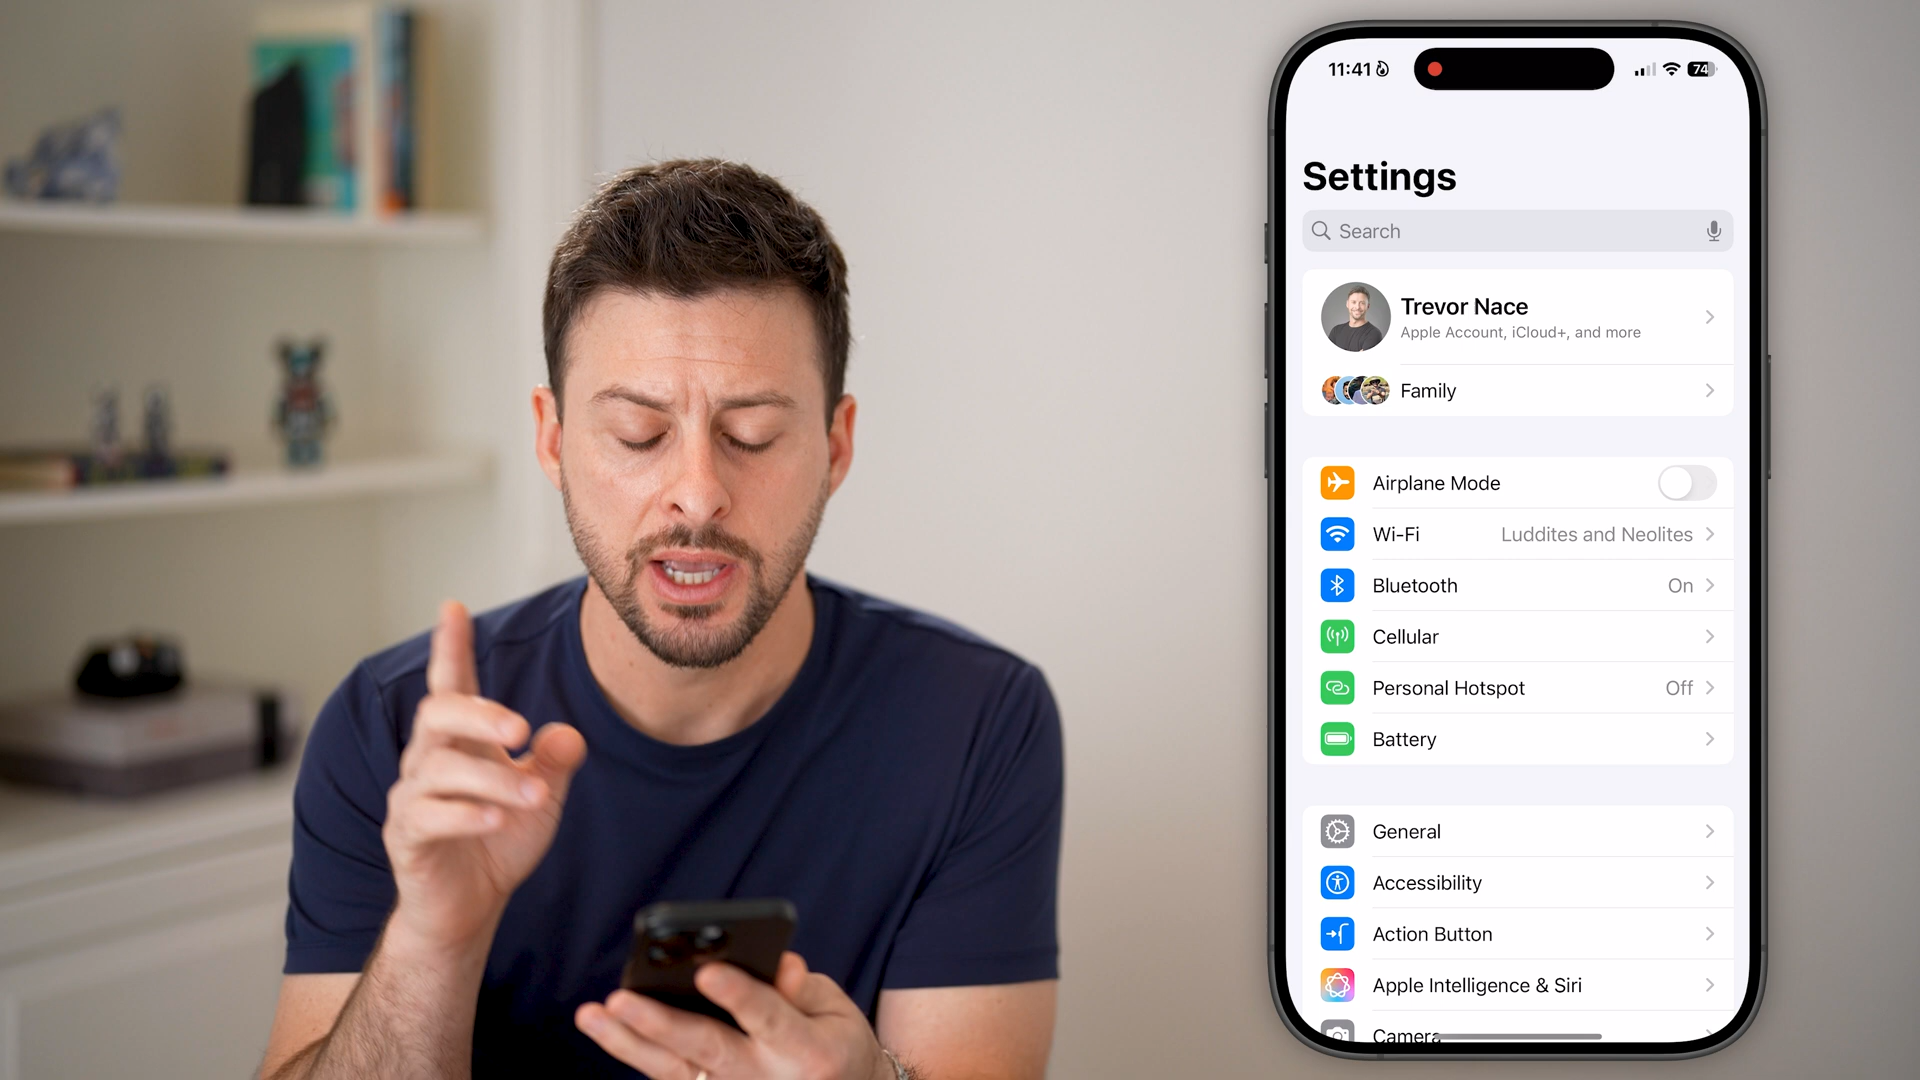 11:41
74
Settings
Search
Trevor Nace
Apple Account, iCloud+, and more
Family
Airplane Mode
Wi-Fi Luddites and Neolites
Bluetooth On
Cellular
Personal Hotspot Off
Battery
General
Accessibility
Action Button
Apple Intelligence & Siri
Camera